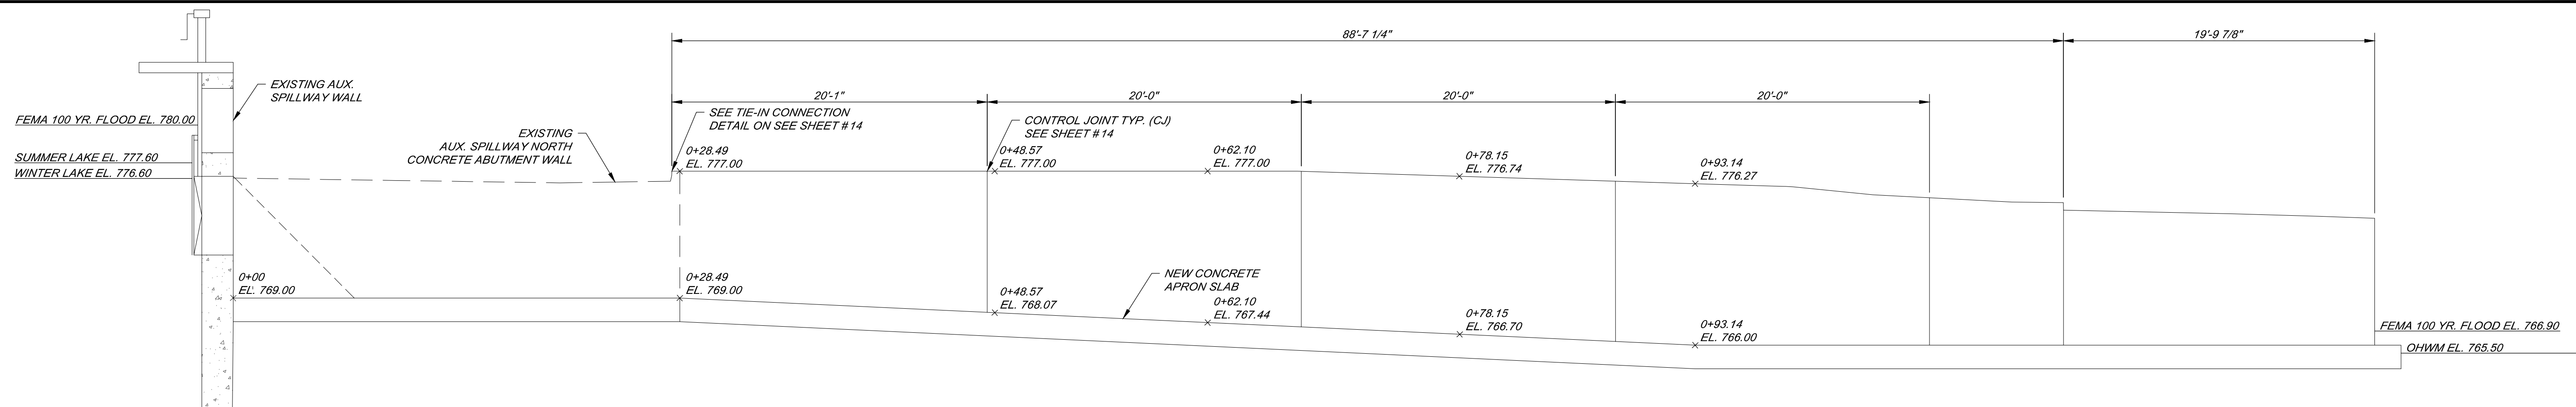 88'-7 1/4"
19'-9 7/8"
20'-1"
20'-0"
20'-0"
20'-0"
EXISTING AUX.
SPILLWAY WALL
FEMA 100 YR. FLOOD EL. 780.00
SUMMER LAKE EL. 777.60
WINTER LAKE EL. 776.60
EXISTING
AUX. SPILLWAY NORTH
CONCRETE ABUTMENT WALL
SEE TIE-IN CONNECTION
DETAIL ON SEE SHEET #14
0+28.49
EL. 777.00
CONTROL JOINT TYP. (CJ)
SEE SHEET #14
0+48.57
EL. 777.00
0+62.10
EL. 777.00
0+78.15
EL. 776.74
0+93.14
EL. 776.27
0+00
EL. 769.00
0+28.49
EL. 769.00
0+48.57
EL. 768.07
NEW CONCRETE
APRON SLAB
0+62.10
EL. 767.44
0+78.15
EL. 766.70
0+93.14
EL. 766.00
FEMA 100 YR. FLOOD EL. 766.90
OHWM EL. 765.50